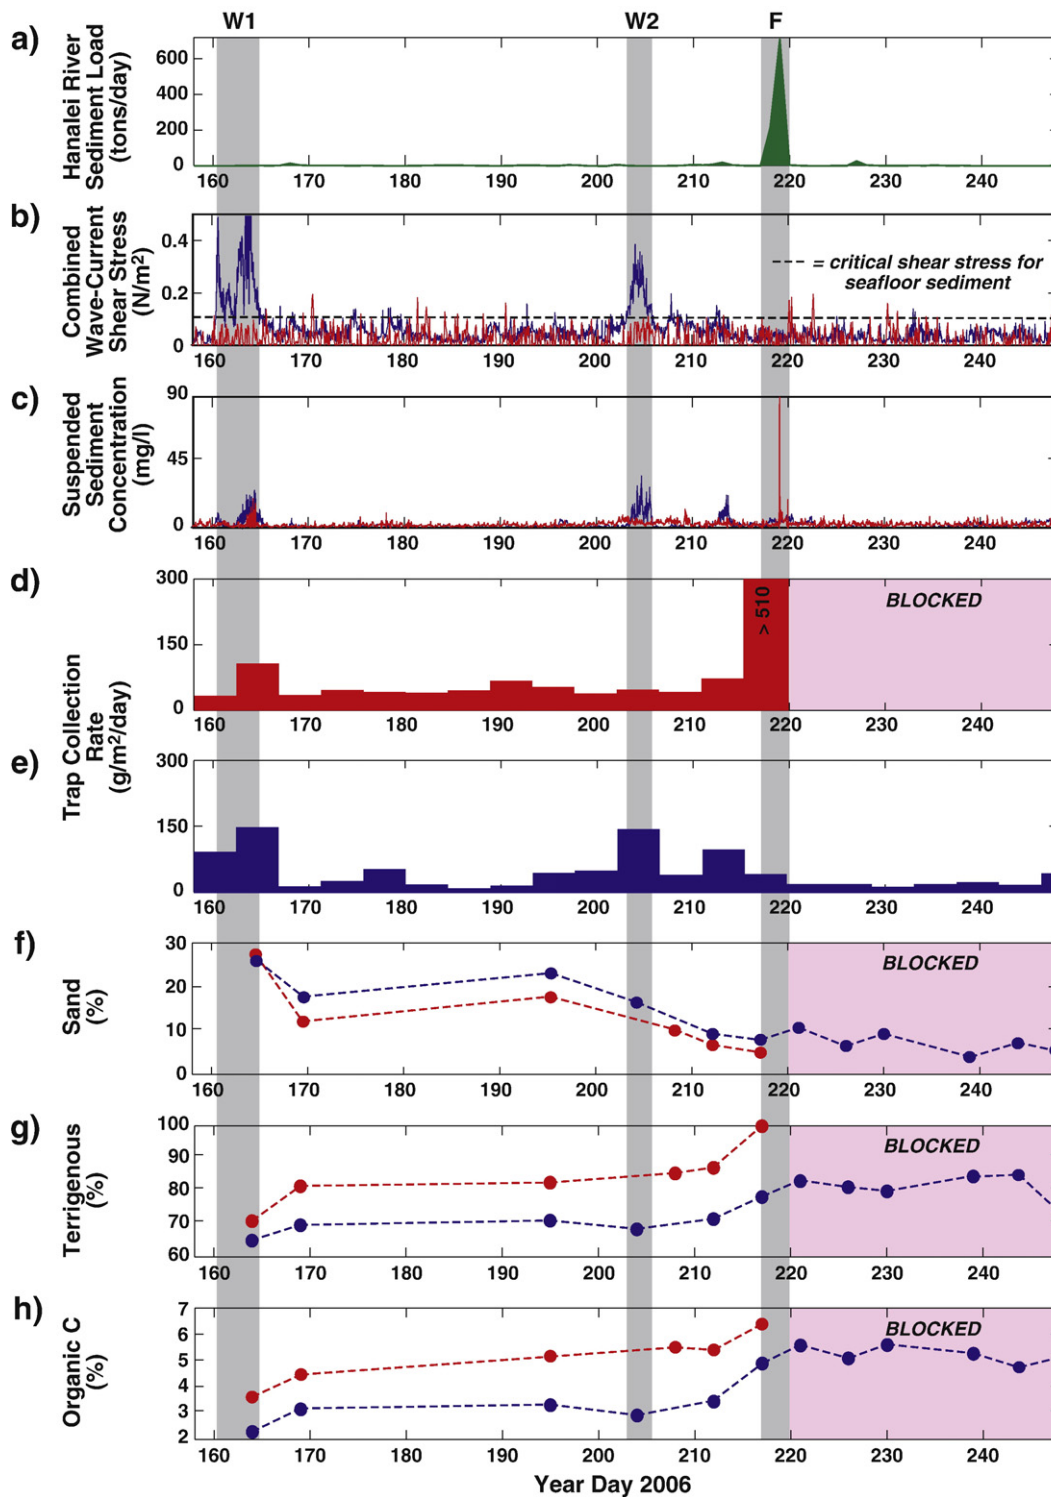 W1 W2 F
a)
Hanalei River
Sediment Load
(tons/day)
600
400
200
0
160 170 180 190 200 210 220 230 240
b)
Combined
Wave-Current
Shear Stress
(N/m²)
0.4
0.2
0
= critical shear stress for
seafloor sediment
160 170 180 190 200 210 220 230 240
c)
Suspended
Sediment
Concentration
(mg/l)
90
45
0
160 170 180 190 200 210 220 230 240
d)
Trap Collection
Rate
(g/m²/day)
300
150
0
> 510
BLOCKED
160 170 180 190 200 210 220 230 240
e)
300
150
0
160 170 180 190 200 210 220 230 240
f)
Sand
(%)
30
20
10
0
BLOCKED
160 170 180 190 200 210 220 230 240
g)
Terrigenous
(%)
100
90
80
70
60
BLOCKED
160 170 180 190 200 210 220 230 240
h)
Organic C
(%)
7
6
5
4
3
2
BLOCKED
160 170 180 190 200 210 220 230 240
Year Day 2006